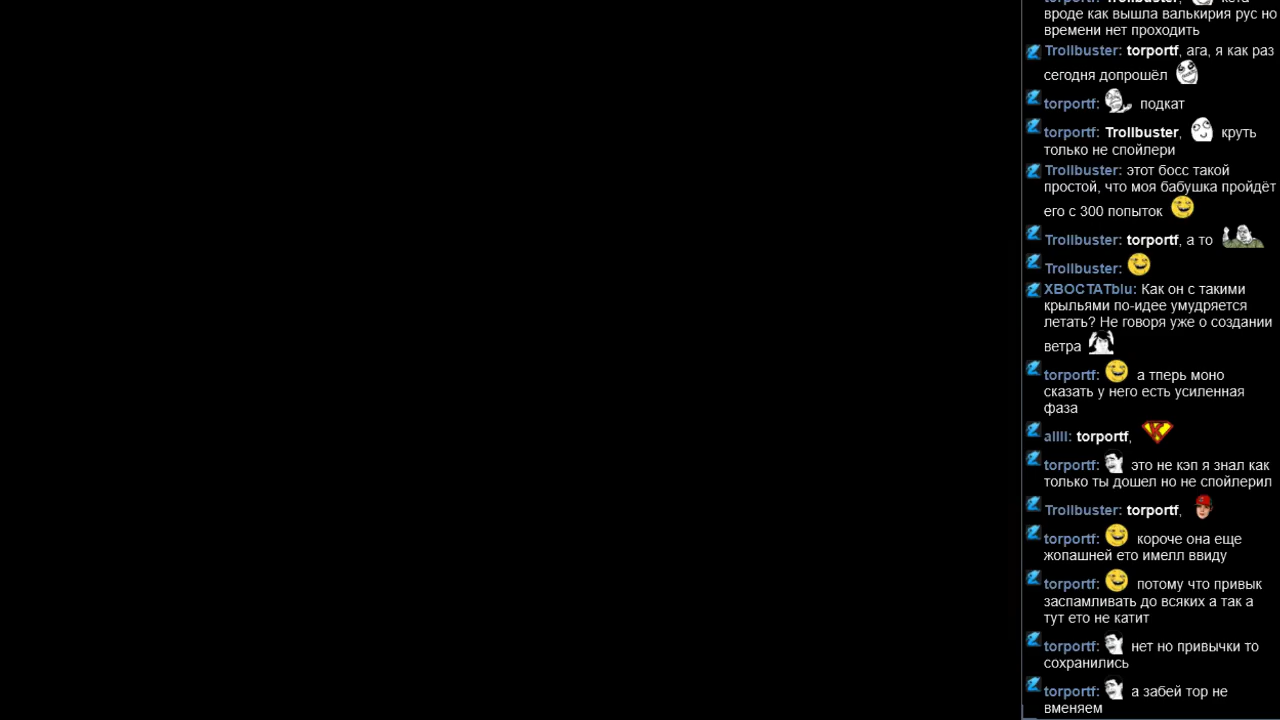 вроде как вышла валькирия рус но
времени нет проходить
Trollbuster: torportf, ага, я как раз
сегодня допрошёл
torportf: подкат
torportf: Trollbuster, круть
только не спойлери
Trollbuster: этот босс такой
простой, что моя бабушка пройдёт
его с 300 попыток
Trollbuster: torportf, а то
Trollbuster:
XBOCTATblu: Как он с такими
крыльями по-идее умудряется
летать? Не говоря уже о создании
ветра
torportf: а тперь моно
сказать у него есть усиленная
фаза
allll: torportf,
torportf: это не кэп я знал как
только ты дошел но не спойлерил
Trollbuster: torportf,
torportf: короче она еще
жопашней ето имелл ввиду
torportf: потому что привык
заспамливать до всяких а так а
тут ето не катит
torportf: нет но привычки то
сохранились
torportf: а забей тор не
вменяем